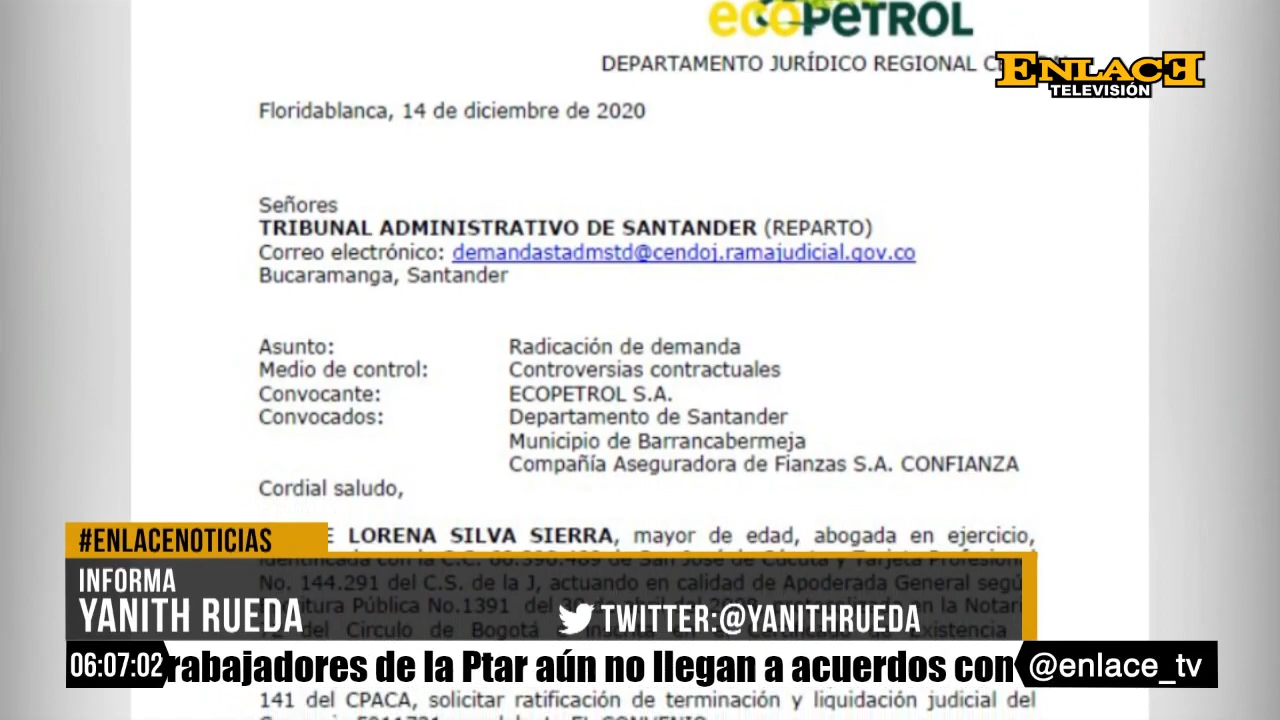 ecoPETROL
DEPARTAMENTO JURÍDICO REGIONAL
ENLACE
TELEVISIÓN
Floridablanca, 14 de diciembre de 2020
Señores
TRIBUNAL ADMINISTRATIVO DE SANTANDER (REPARTO)
Correo electrónico: demandastadmstd@cendoj.ramajudicial.gov.co
Bucaramanga, Santander
Asunto: Radicación de demanda
Medio de control: Controversias contractuales
Convocante: ECOPETROL S.A.
Convocados: Departamento de Santander
Municipio de Barrancabermeja
Compañía Aseguradora de Fianzas S.A. CONFIANZA
Cordial saludo,
LORENA SILVA SIERRA, mayor de edad, abogada en ejercicio,
#ENLACENOTICIAS
No. 144.291 del C.S. de la J, actuando en calidad de Apoderada General
INFORMA
YANITH RUEDA
TWITTER:@YANITHRUEDA
06:07:02
rabajadores de la Ptar aún no llegan a acuerdos con
@enlace_tv
141 del CPACA, solicitar ratificación de terminación y liquidación judicial del